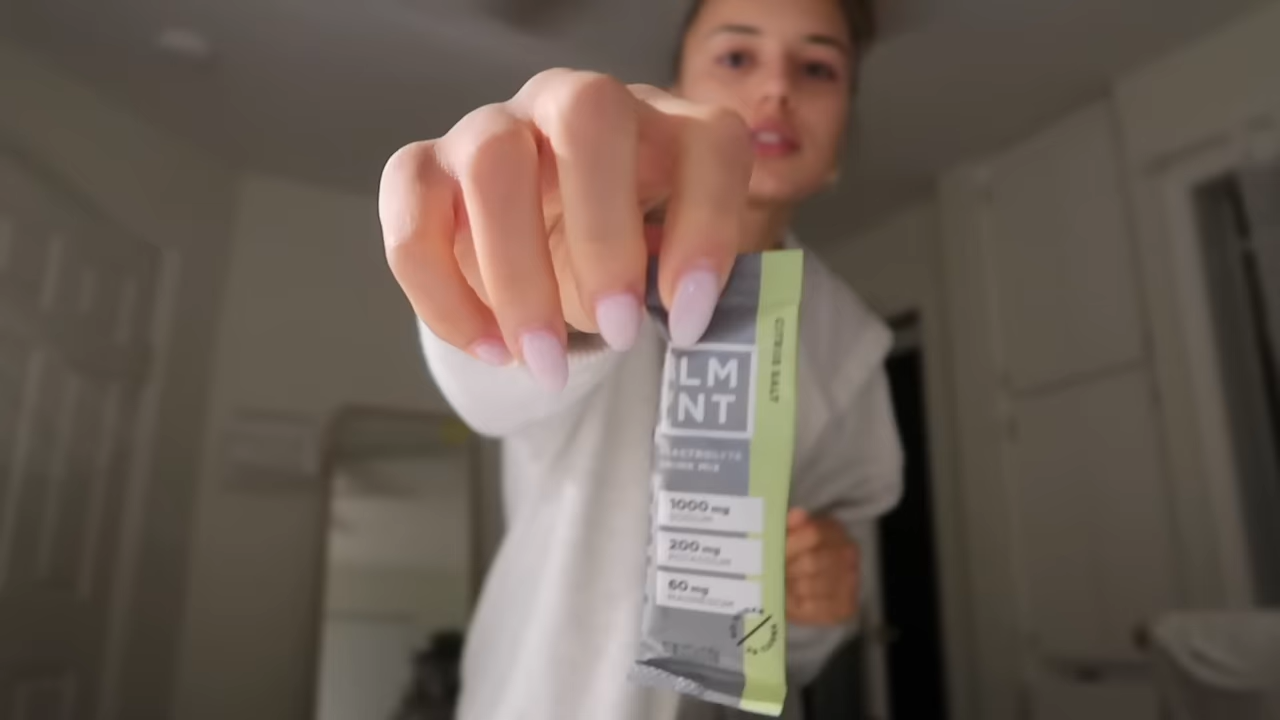 LM
NT
CITRUS SALT
ELECTROLYTE
DRINK MIX
1000 mg
SODIUM
200 mg
POTASSIUM
60 mg
MAGNESIUM